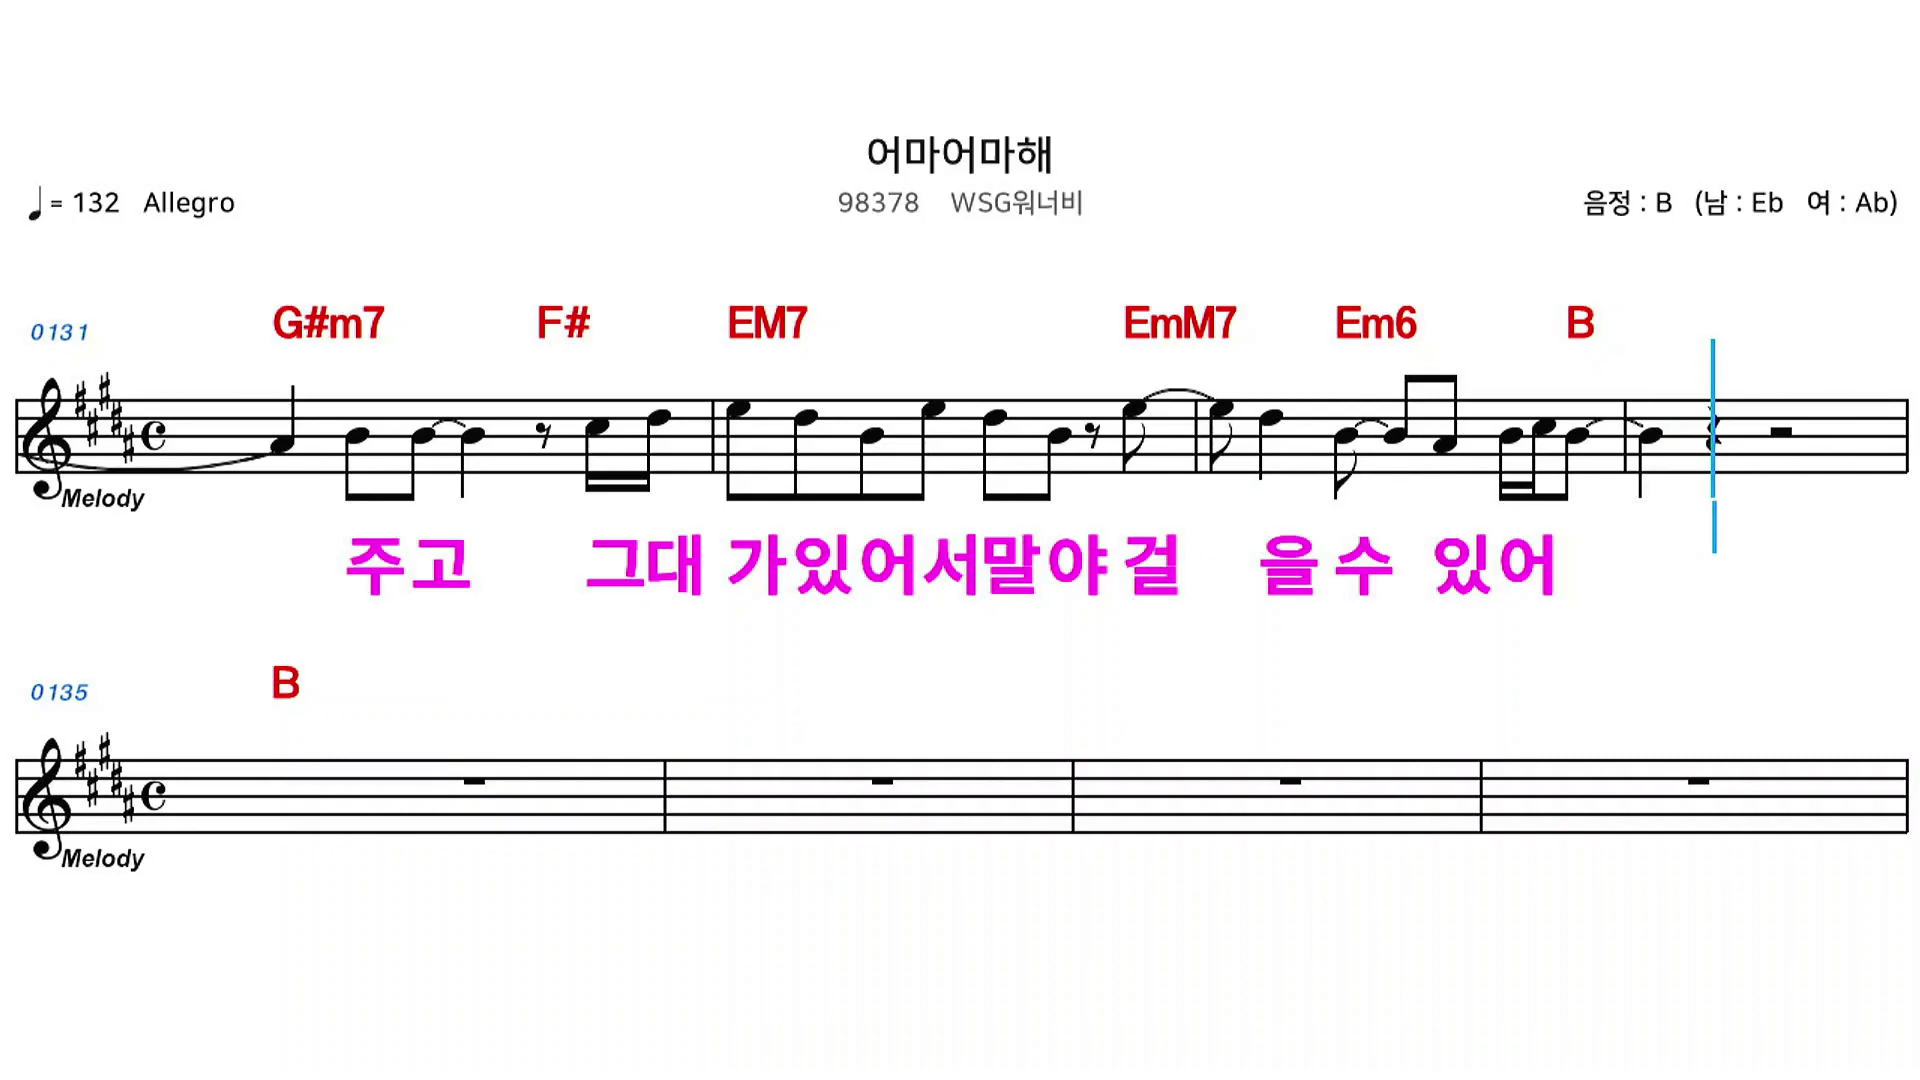 어마어마해
♩= 132 Allegro 98378 WSG워너비 음정 : B (남 : Eb 여 : Ab)
0131 G#m7 F# EM7 EmM7 Em6 B
Melody
주고 그대 가있어서말야 걸 을 수 있어
0135 B
Melody